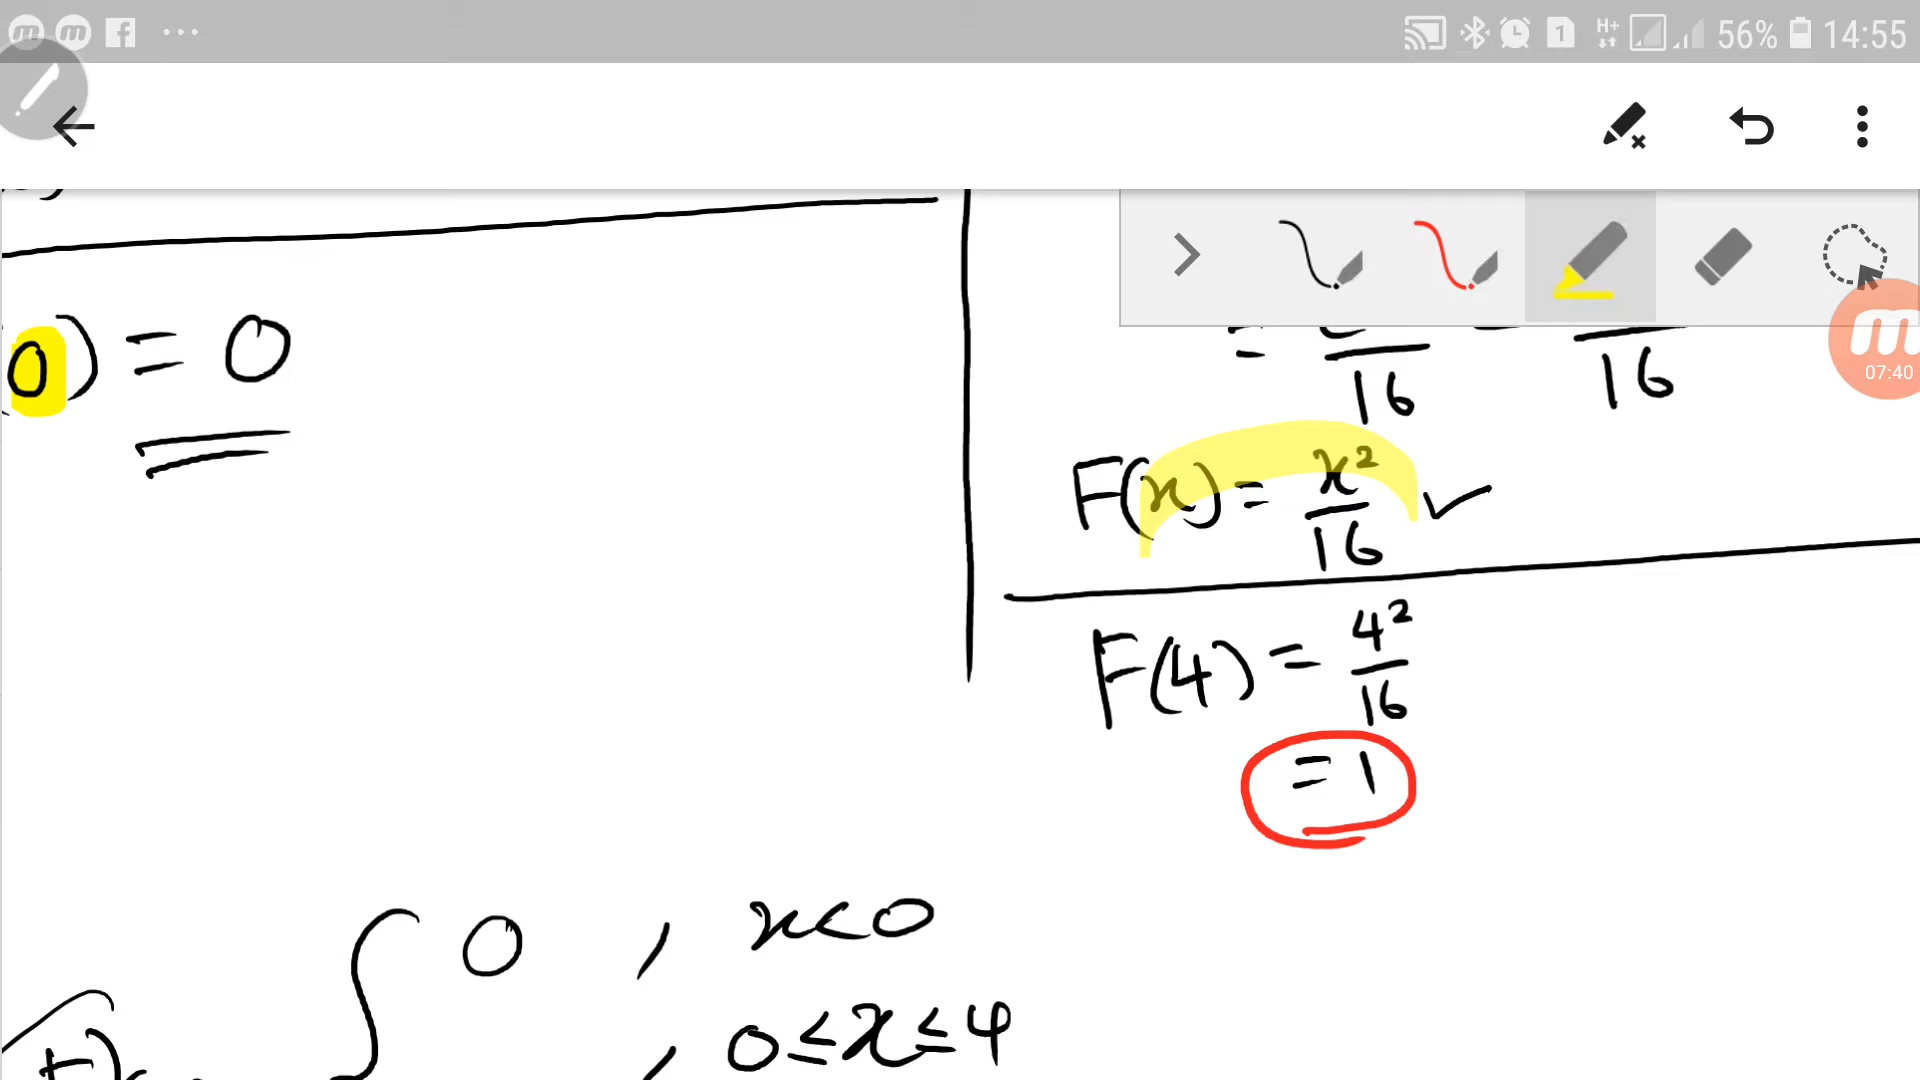 1 H+ 56% 14:55
07:40
0) = 0
16 16
F(x) = x²/16 ✓
F(4) = 4²/16
= 1
0 , x<0
, 0≤x≤4